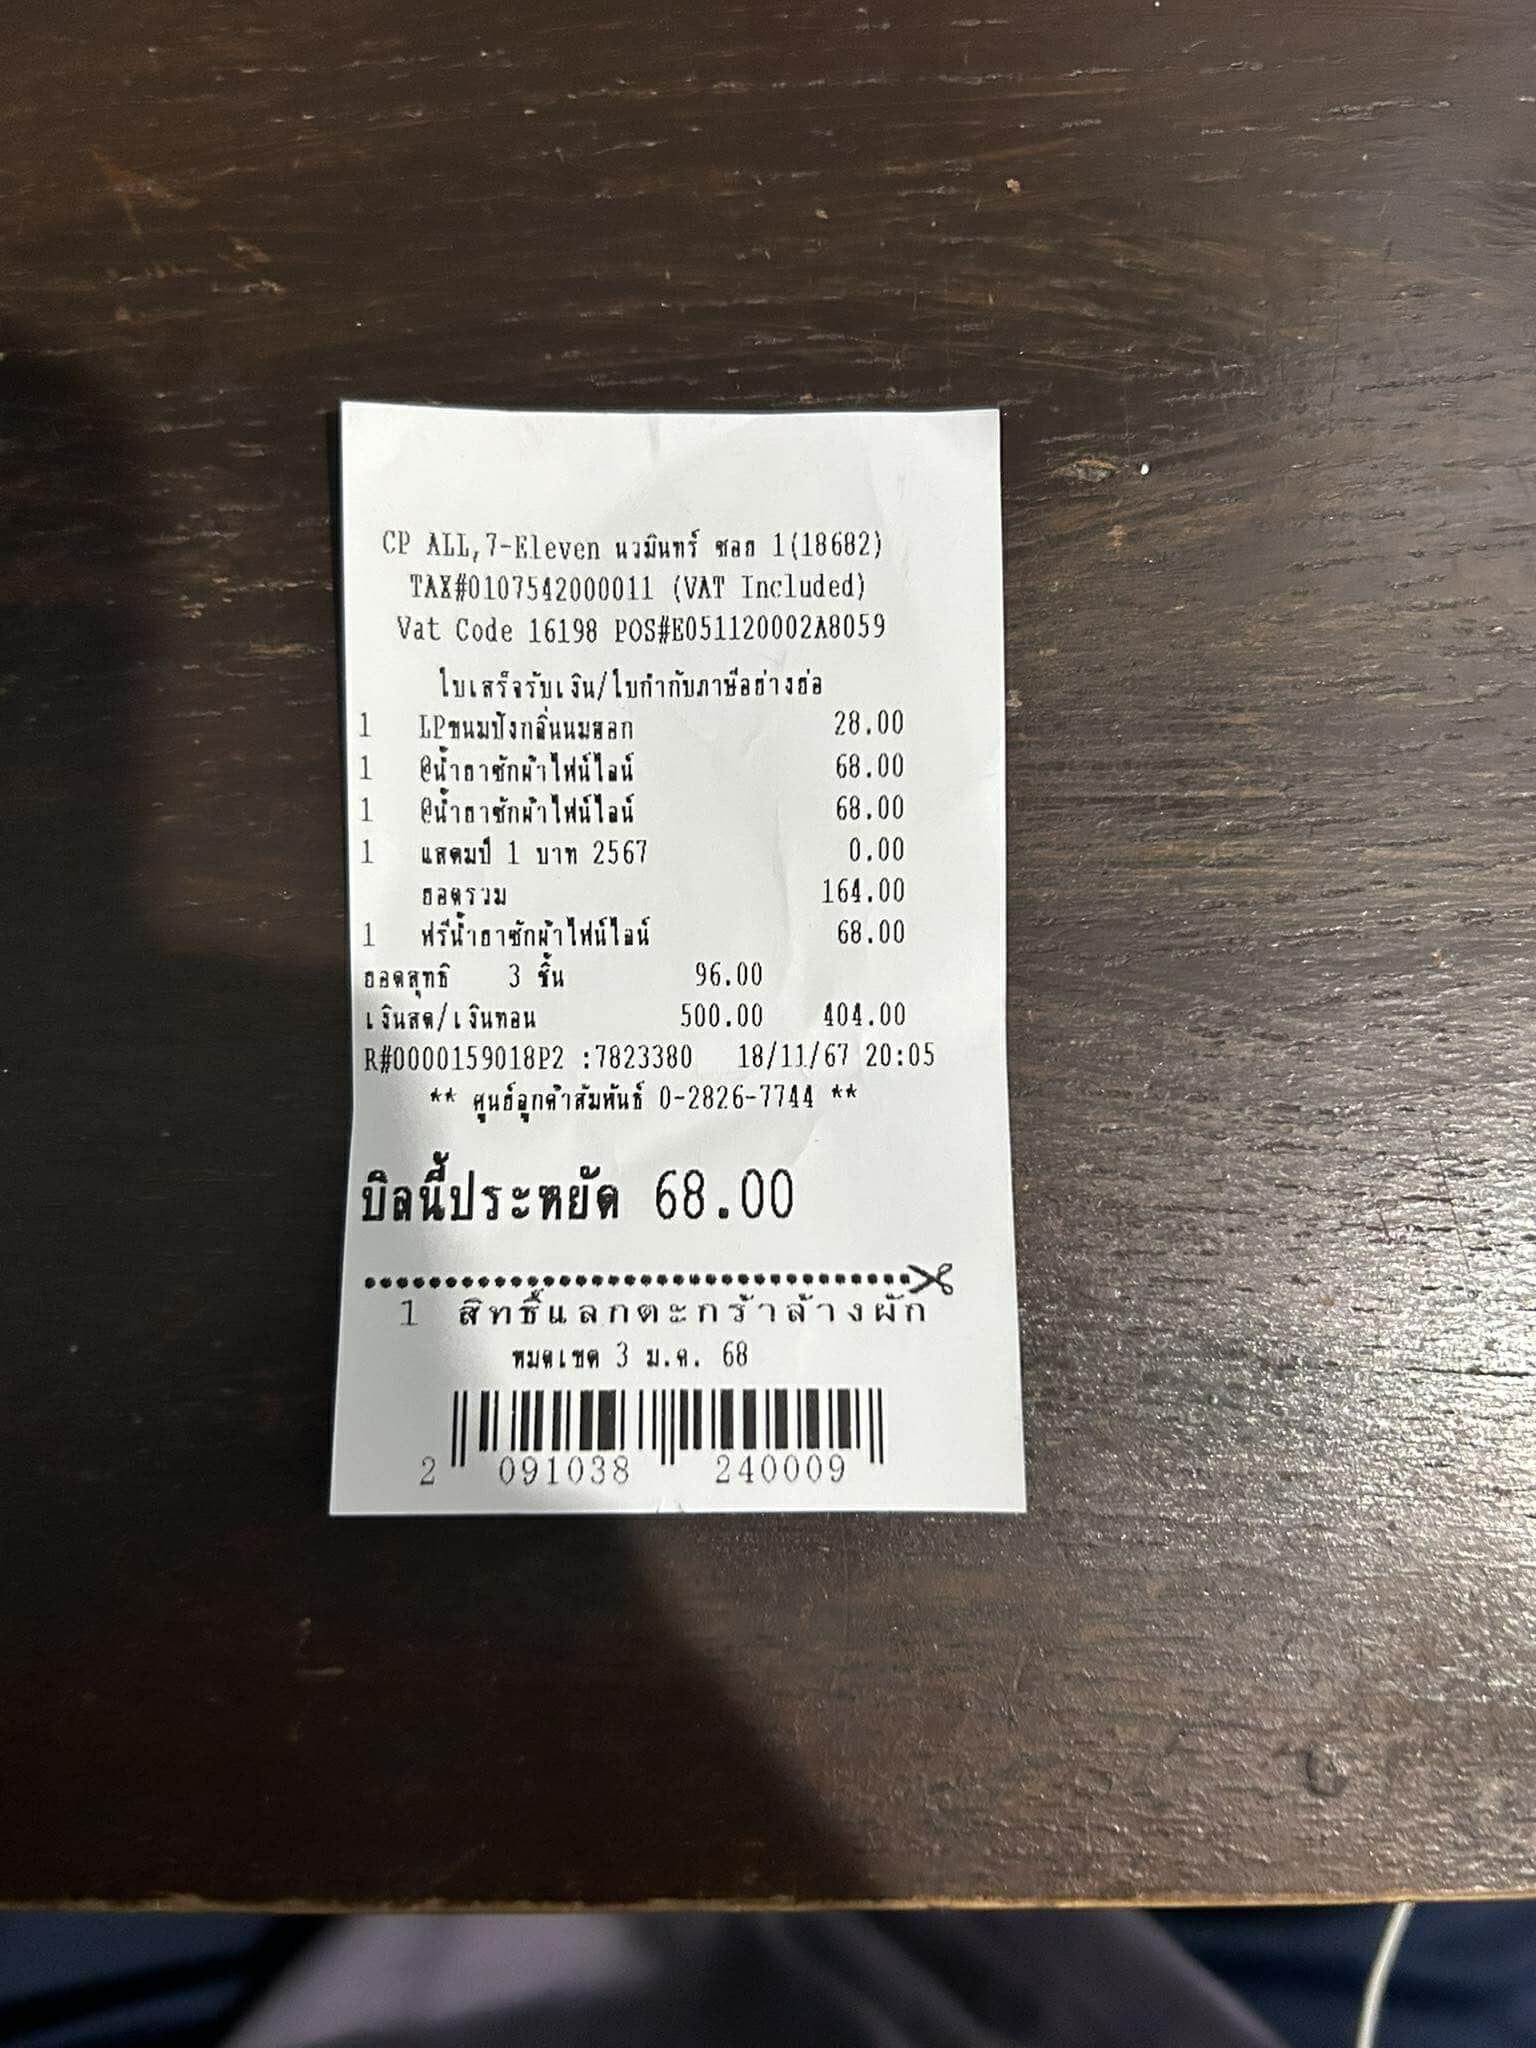 CP ALL,7-Eleven นวมินทร์ ซอย 1(18682)
TAX#0107542000011 (VAT Included)
Vat Code 16198 POS#E051120002A8059
ใบเสร็จรับเงิน/ใบกำกับภาษีอย่างย่อ
1 LPขนมปังกลิ่นนมฮอก 28.00
1 @น้ำยาซักผ้าไฟน์ไลน์ 68.00
1 @น้ำยาซักผ้าไฟน์ไลน์ 68.00
1 แสตมป์ 1 บาท 2567 0.00
ยอดรวม 164.00
1 ฟรีน้ำยาซักผ้าไฟน์ไลน์ 68.00
ยอดสุทธิ 3 ชิ้น 96.00
เงินสด/เงินทอน 500.00 404.00
R#0000159018P2 :7823380 18/11/67 20:05
** ศูนย์ลูกค้าสัมพันธ์ 0-2826-7744 **
บิลนี้ประหยัด 68.00
1 สิทธิ์แลกตะกร้าล้างผัก
หมดเขต 3 ม.ค. 68
2 091038 240009